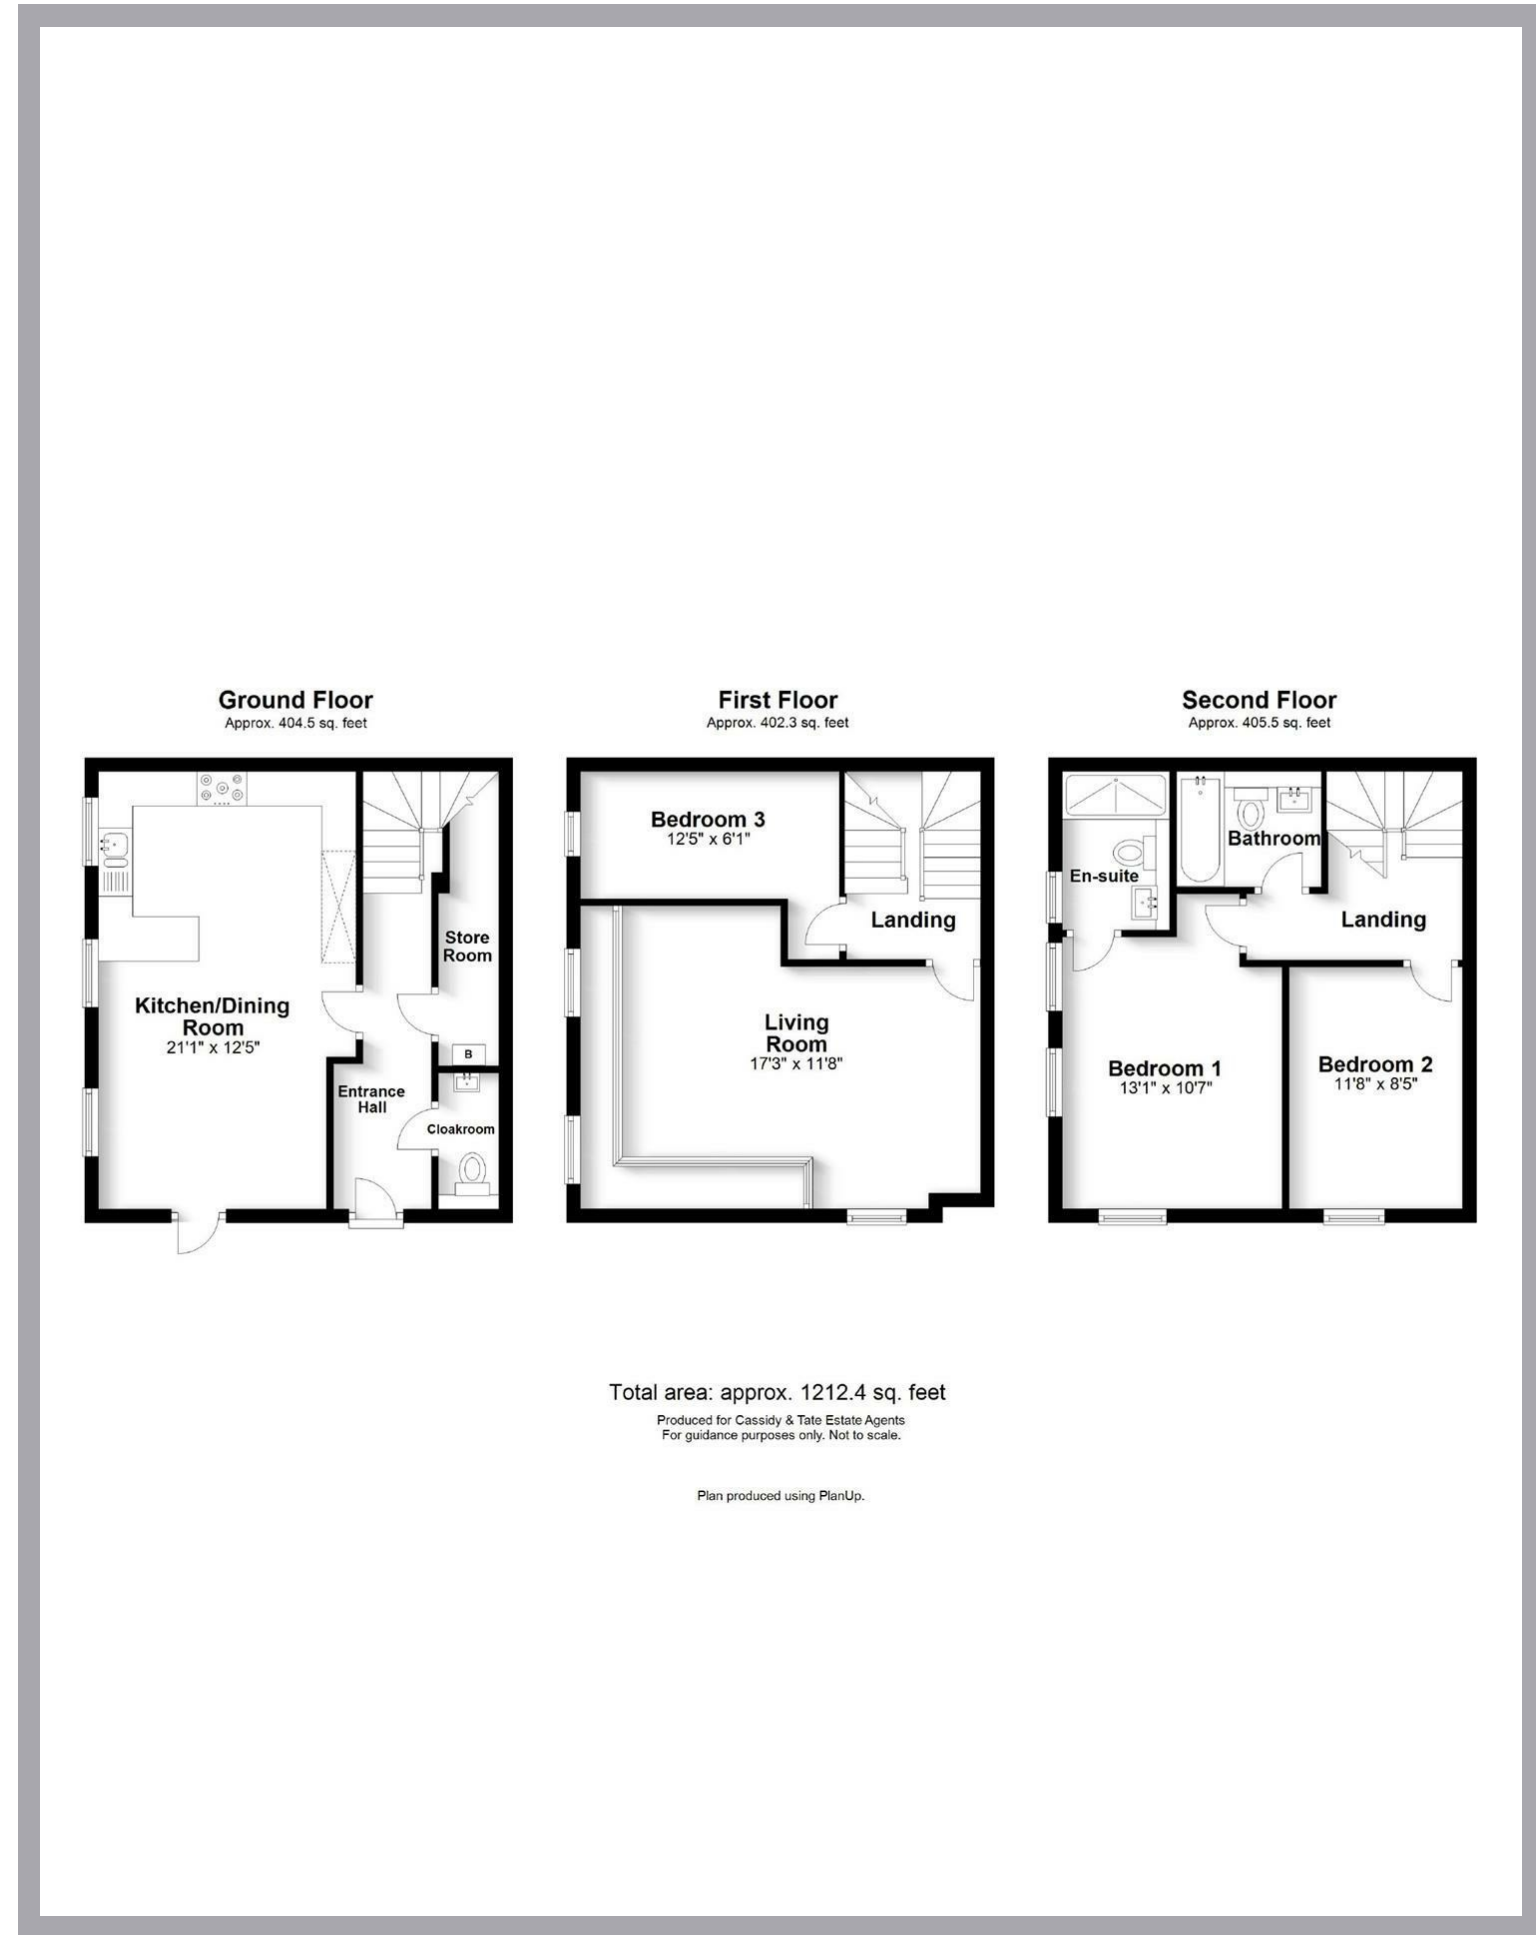 Ground Floor
Approx. 404.5 sq. feet
Kitchen/Dining
Room
21'1" x 12'5"
Store
Room
B
Entrance
Hall
Cloakroom
First Floor
Approx. 402.3 sq. feet
Bedroom 3
12'5" x 6'1"
Landing
Living
Room
17'3" x 11'8"
Second Floor
Approx. 405.5 sq. feet
Bathroom
En-suite
Landing
Bedroom 1
13'1" x 10'7"
Bedroom 2
11'8" x 8'5"
Total area: approx. 1212.4 sq. feet
Produced for Cassidy & Tate Estate Agents
For guidance purposes only. Not to scale.
Plan produced using PlanUp.